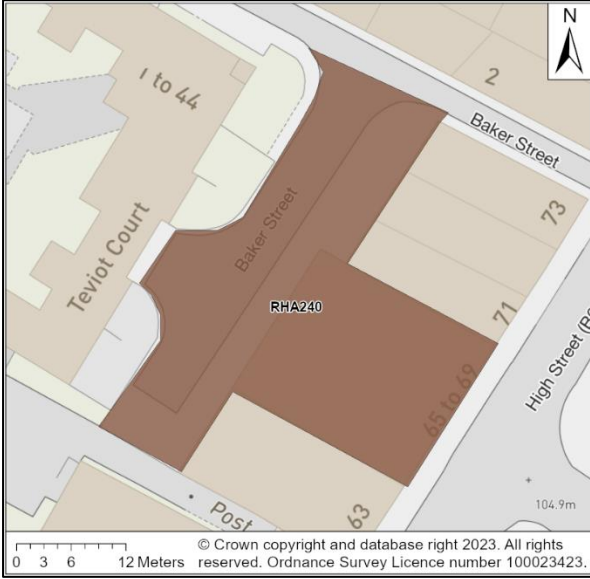 N
1 to 44
2
Baker Street
Baker Street
Teviot Court
73
RHA240
71
High Street (B
65 to 69
Post
63
104.9m
0 3 6 12 Meters
© Crown copyright and database right 2023. All rights
reserved. Ordnance Survey Licence number 100023423.